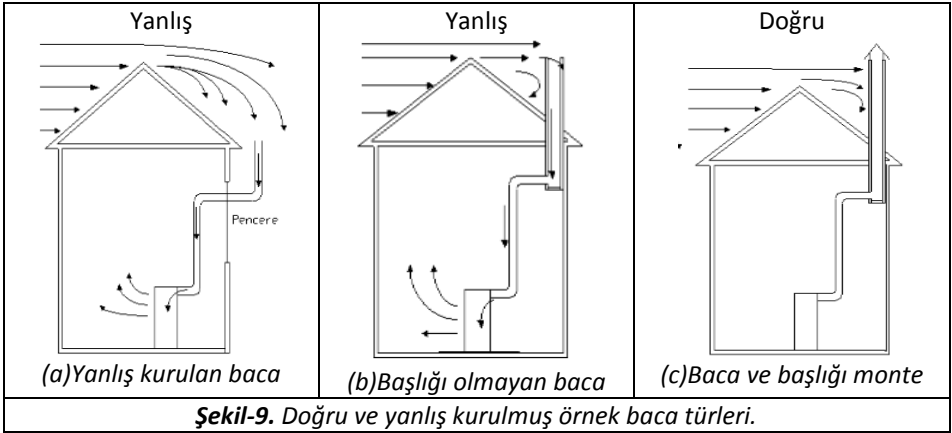 Yanlış
Yanlış
Doğru
Pencere
(a)Yanlış kurulan baca
(b)Başlığı olmayan baca
(c)Baca ve başlığı monte
Şekil-9. Doğru ve yanlış kurulmuş örnek baca türleri.